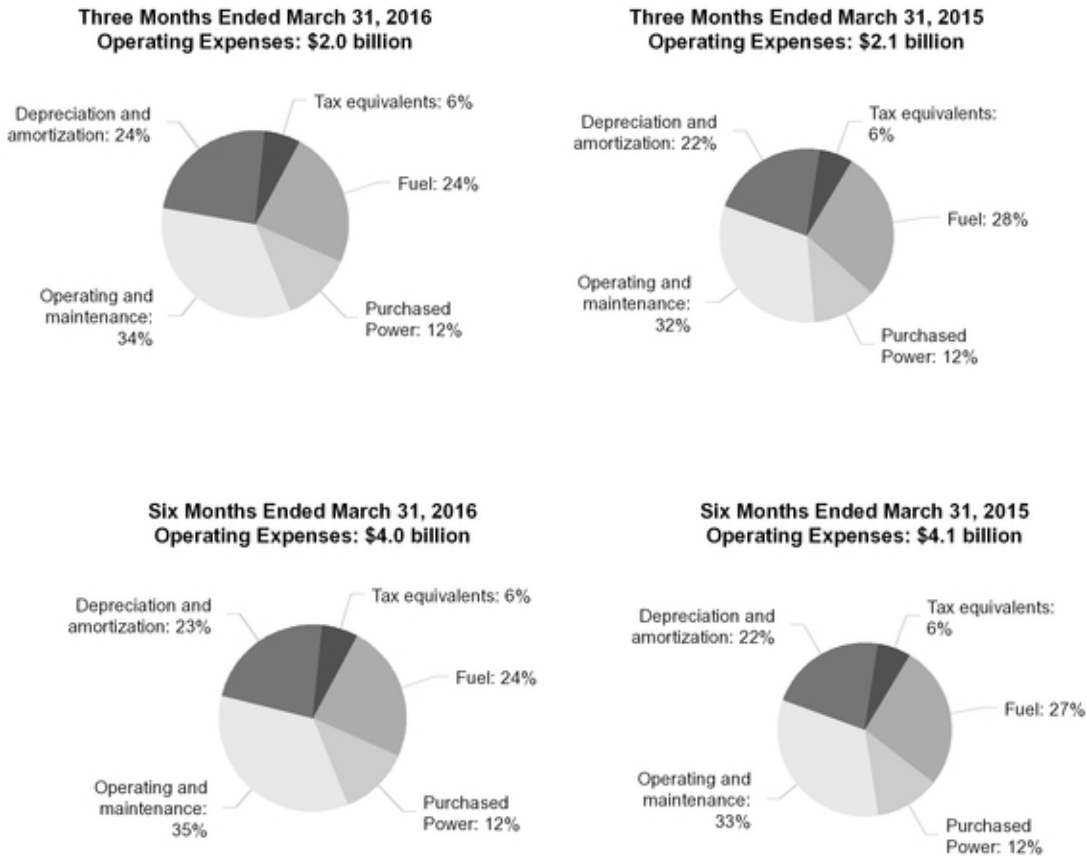 Three Months Ended March 31, 2016
Operating Expenses: $2.0 billion
Tax equivalents: 6%
Depreciation and
amortization: 24%
Fuel: 24%
Operating and
maintenance:
34%
Purchased
Power: 12%
Three Months Ended March 31, 2015
Operating Expenses: $2.1 billion
Tax equivalents:
6%
Depreciation and
amortization: 22%
Fuel: 28%
Operating and
maintenance:
32%
Purchased
Power: 12%
Six Months Ended March 31, 2016
Operating Expenses: $4.0 billion
Tax equivalents: 6%
Depreciation and
amortization: 23%
Fuel: 24%
Operating and
maintenance:
35%
Purchased
Power: 12%
Six Months Ended March 31, 2015
Operating Expenses: $4.1 billion
Tax equivalents:
6%
Depreciation and
amortization: 22%
Fuel: 27%
Operating and
maintenance:
33%
Purchased
Power: 12%